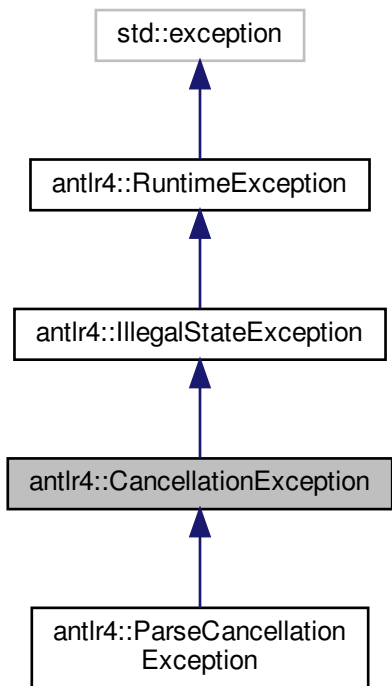 std::exception
antlr4::RuntimeException
antlr4::IllegalStateException
antlr4::CancellationException
antlr4::ParseCancellation
Exception